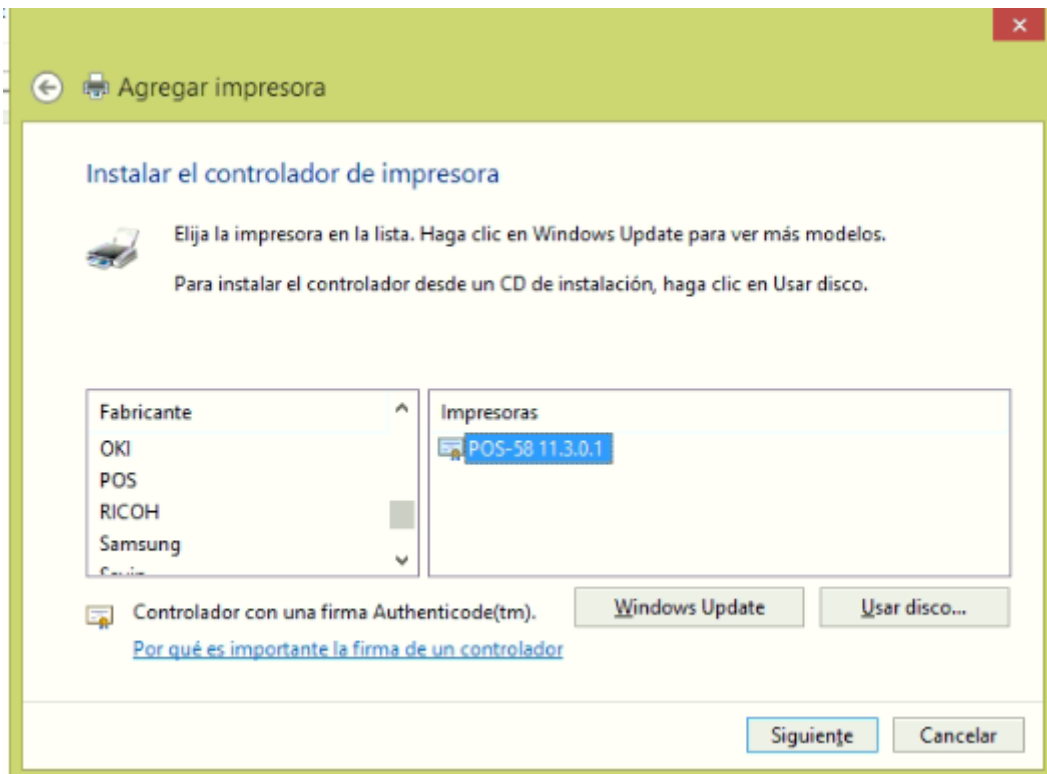 Agregar impresora
Instalar el controlador de impresora
Elija la impresora en la lista. Haga clic en Windows Update para ver más modelos.
Para instalar el controlador desde un CD de instalación, haga clic en Usar disco.
Fabricante
OKI
POS
RICOH
Samsung
Impresoras
POS-58 11.3.0.1
Controlador con una firma Authenticode(tm).
Por qué es importante la firma de un controlador
Windows Update
Usar disco...
Siguiente
Cancelar